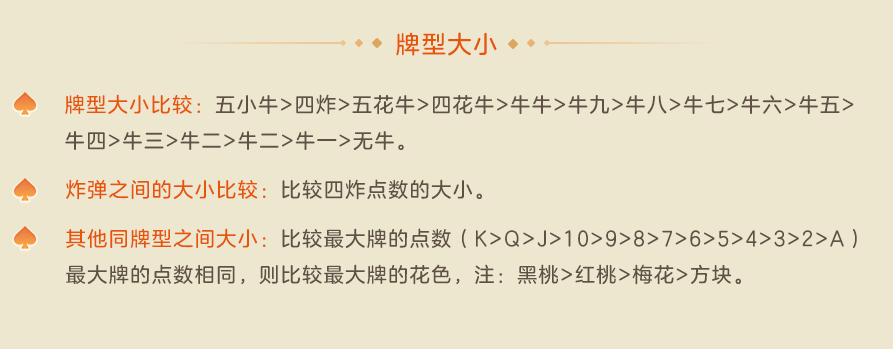 牌型大小
牌型大小比较：五小牛>四炸>五花牛>四花牛>牛牛>牛九>牛八>牛七>牛六>牛五>
牛四>牛三>牛二>牛二>牛一>无牛。
炸弹之间的大小比较：比较四炸点数的大小。
其他同牌型之间大小：比较最大牌的点数（K>Q>J>10>9>8>7>6>5>4>3>2>A）
最大牌的点数相同，则比较最大牌的花色，注：黑桃>红桃>梅花>方块。